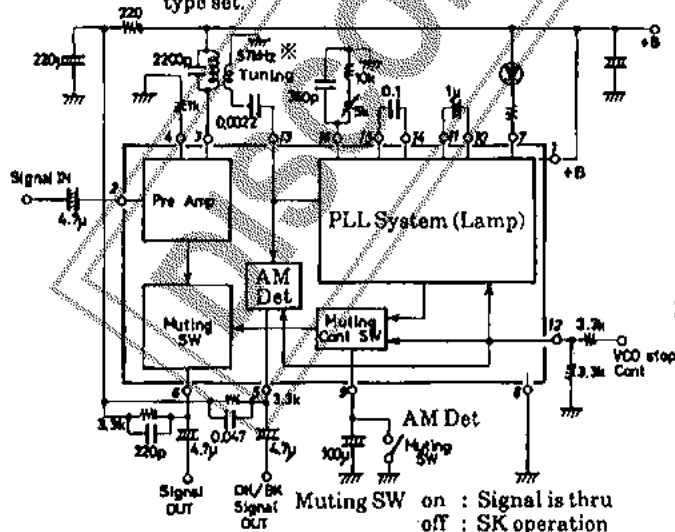 type set.
220
+B
220µ
2200p
57kHz ※
Tuning
10k
5k
0.1
1µ
0.0022
1k
4 3 13 16 15 14 11 10 7
1
+B
Signal IN
4.7µ
2
Pre Amp
PLL System (Lamp)
AM
Det
Muting
SW
Muting
Cont SW
12
3.3k
VCO stop
Cont
3.3k
6 5 9 8
3.3k
3.3k
220p
4.7µ
0.047
4.7µ
100µ
AM Det
Muting
SW
Signal
OUT
DK/BK
Signal
OUT
Muting SW on : Signal is thru
off : SK operation